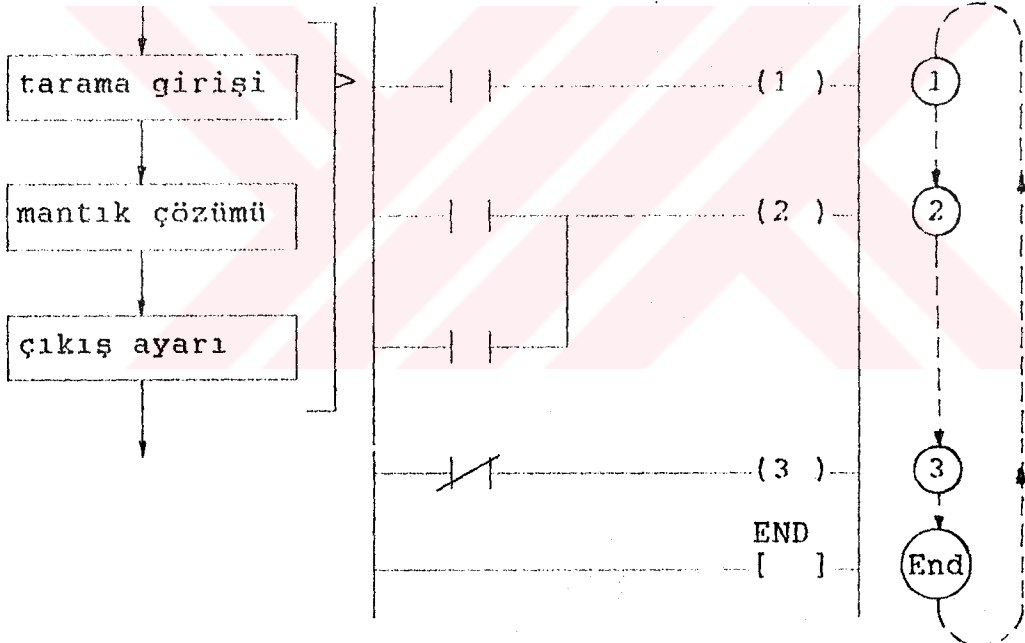 tarama girişi
mantık çözümü
çıkış ayarı
(1 )
(2 )
(3 )
END
[ ]
1
2
3
End